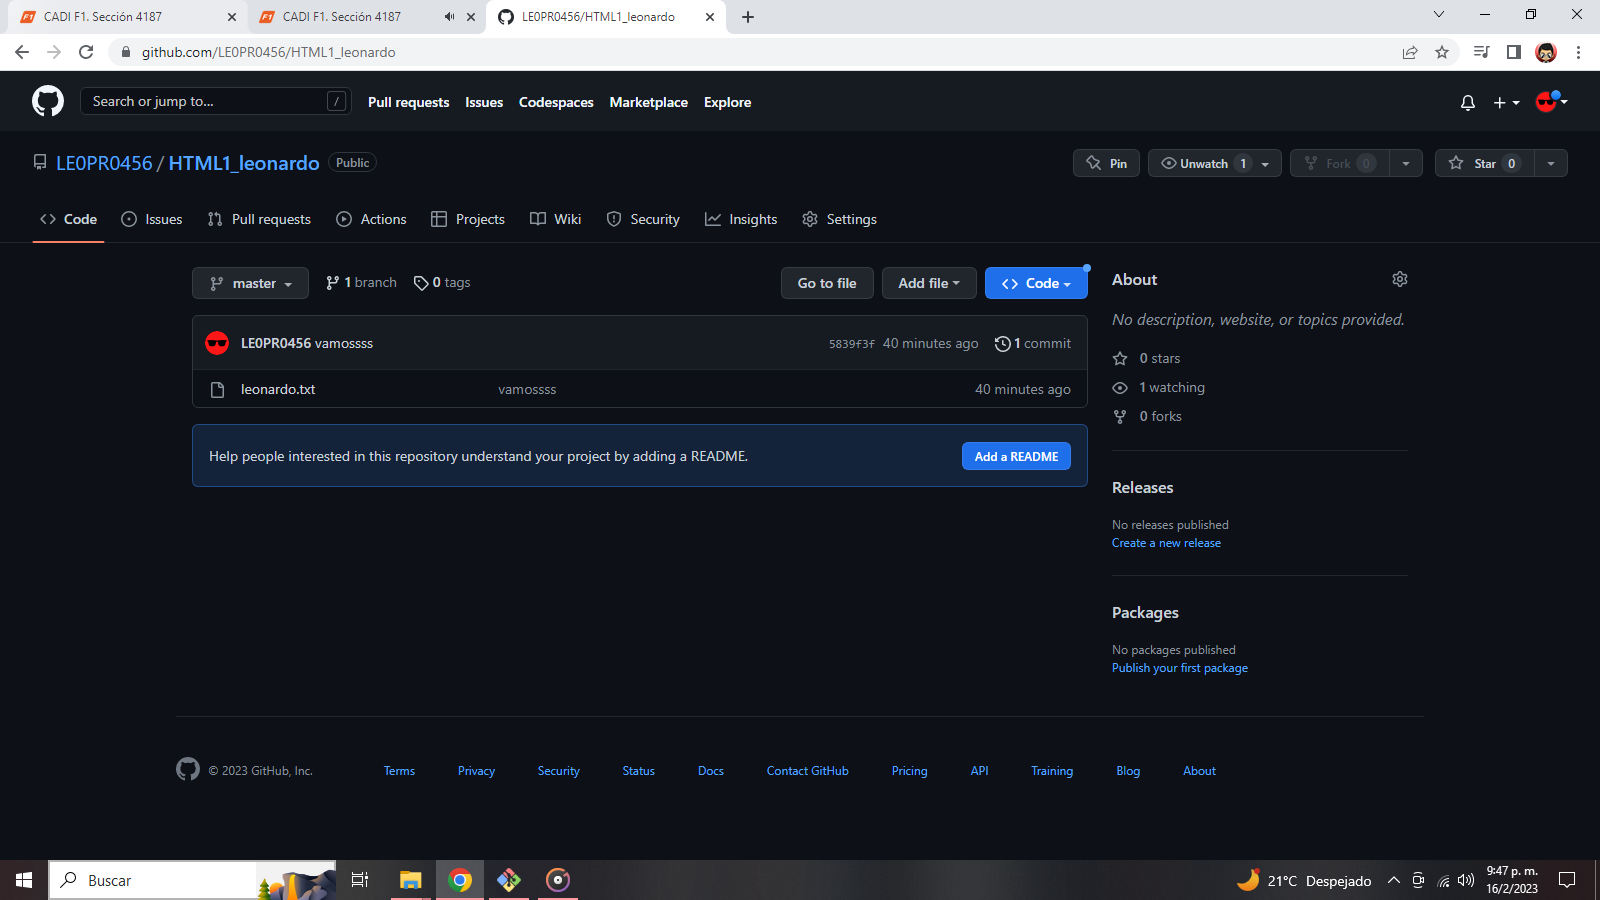 CADI F1. Sección 4187
CADI F1. Sección 4187
LE0PR0456/HTML1_leonardo
github.com/LE0PR0456/HTML1_leonardo
Search or jump to...
/
Pull requests
Issues
Codespaces
Marketplace
Explore
LE0PR0456 / HTML1_leonardo
Public
Pin
Unwatch 1
Fork 0
Star 0
Code
Issues
Pull requests
Actions
Projects
Wiki
Security
Insights
Settings
master
1 branch
0 tags
Go to file
Add file
Code
LE0PR0456 vamossss
5839f3f 40 minutes ago
1 commit
leonardo.txt
vamossss
40 minutes ago
Help people interested in this repository understand your project by adding a README.
Add a README
About
No description, website, or topics provided.
0 stars
1 watching
0 forks
Releases
No releases published
Create a new release
Packages
No packages published
Publish your first package
© 2023 GitHub, Inc.
Terms
Privacy
Security
Status
Docs
Contact GitHub
Pricing
API
Training
Blog
About
Buscar
21°C Despejado
9:47 p. m.
16/2/2023